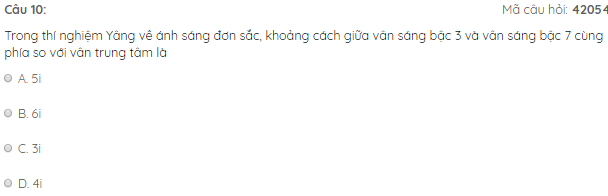 Câu 10: Mã câu hỏi: 42054
Trong thí nghiệm Yâng về ánh sáng đơn sắc, khoảng cách giữa vân sáng bậc 3 và vân sáng bậc 7 cùng
phía so với vân trung tâm là
A. 5i
B. 6i
C. 3i
D. 4i